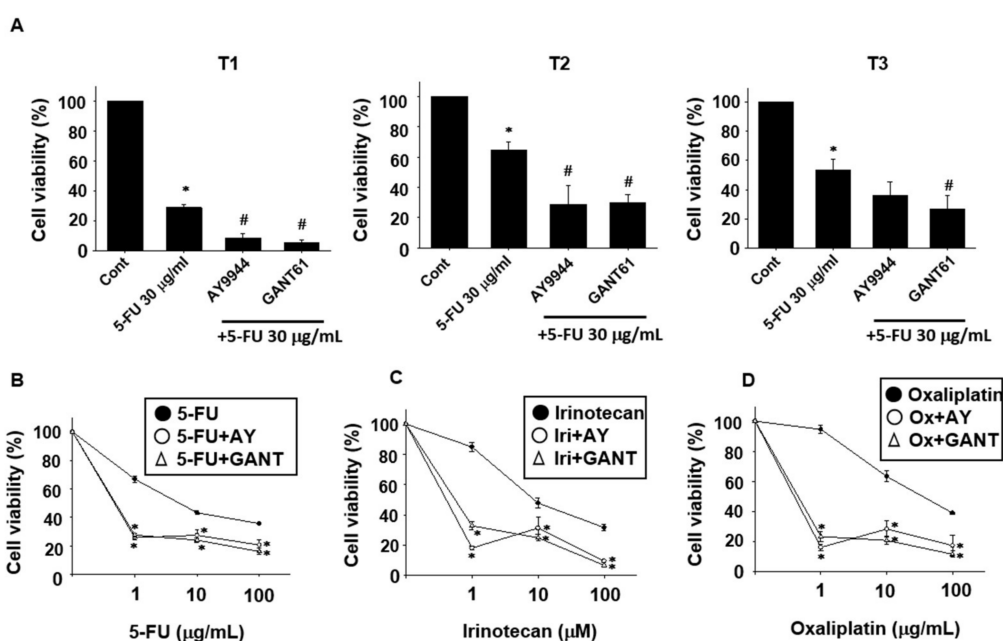 A
T1
Cell viability (%)
100
80
60
40
20
0
*
#
#
Cont
5-FU 30 μg/ml
AY9944
GANT61
+5-FU 30 μg/mL
T2
Cell viability (%)
100
80
60
40
20
0
*
#
#
Cont
5-FU 30 μg/ml
AY9944
GANT61
+5-FU 30 μg/mL
T3
Cell viability (%)
100
80
60
40
20
0
*
#
Cont
5-FU 30 μg/ml
AY9944
GANT61
+5-FU 30 μg/mL
B
5-FU
5-FU+AY
5-FU+GANT
Cell viability (%)
100
80
60
40
20
0
* * *
* * *
1 10 100
5-FU (μg/mL)
C
Irinotecan
Iri+AY
Iri+GANT
Cell viability (%)
100
80
60
40
20
0
* * *
* * *
1 10 100
Irinotecan (μM)
D
Oxaliplatin
Ox+AY
Ox+GANT
Cell viability (%)
100
80
60
40
20
0
* * *
* * *
1 10 100
Oxaliplatin (μg/mL)